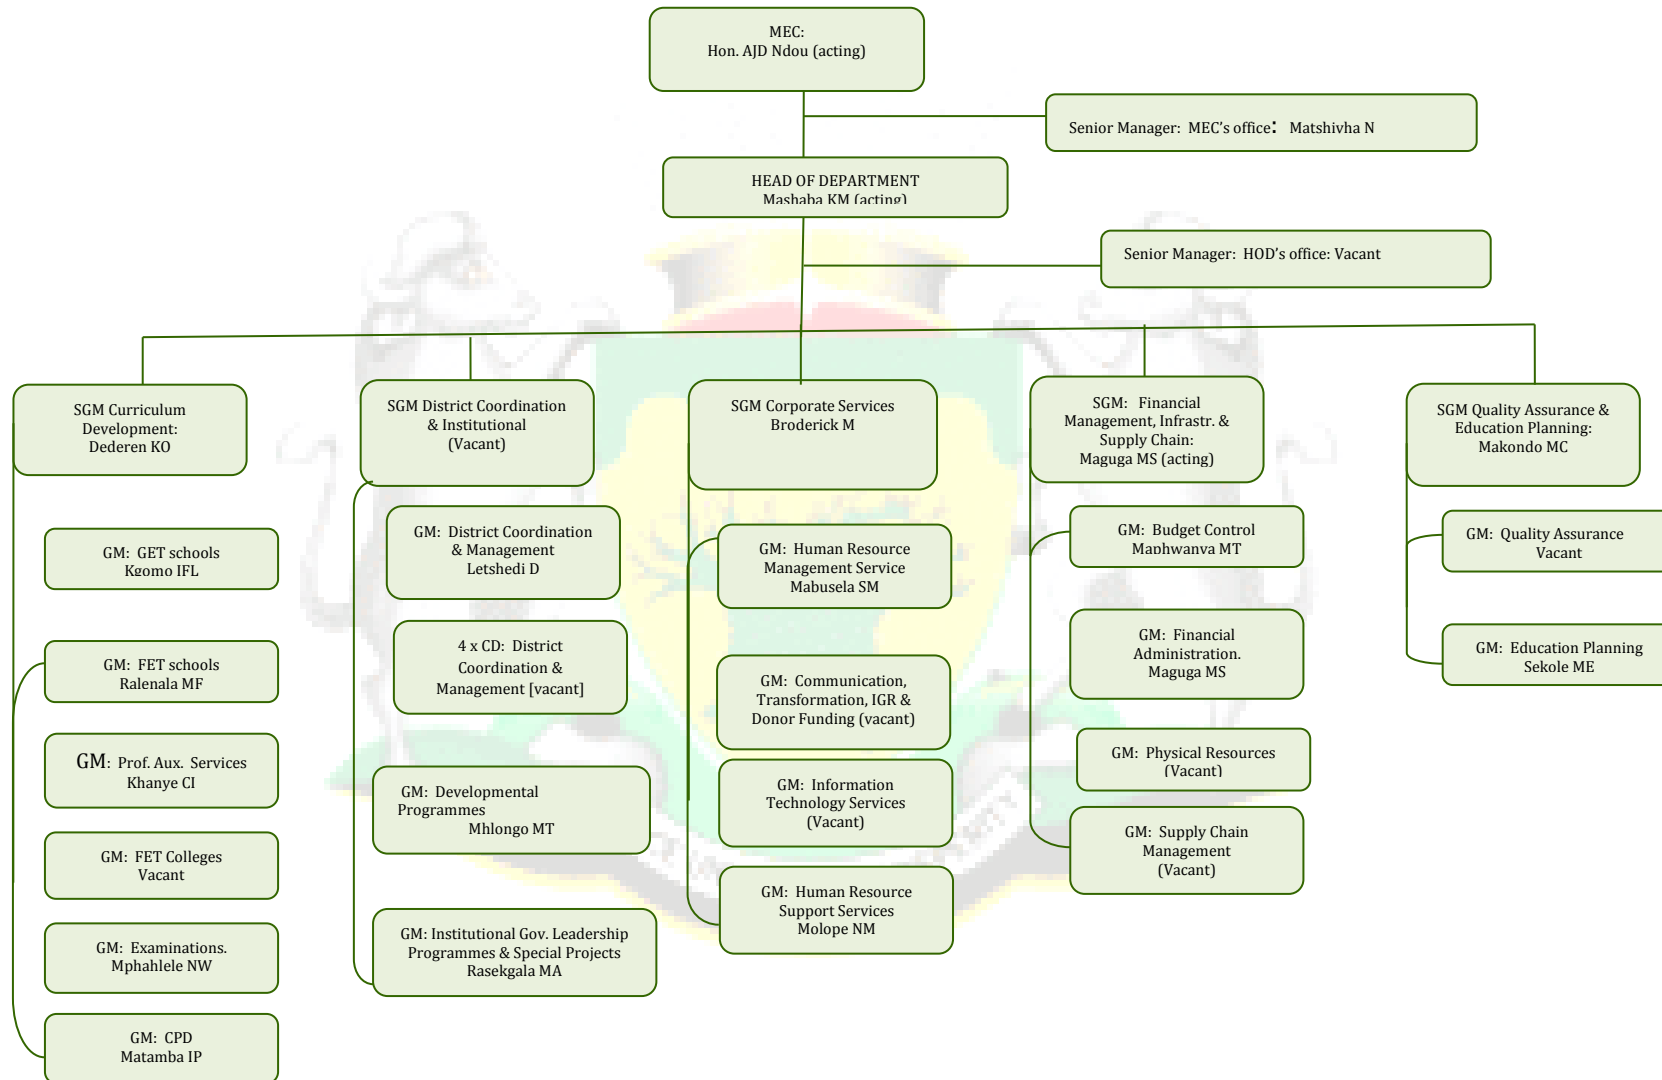 MEC:
Hon. AJD Ndou (acting)
Senior Manager: MEC's office: Matshivha N
HEAD OF DEPARTMENT
Mashaba KM (acting)
Senior Manager: HOD's office: Vacant
SGM Curriculum
Development:
Dederen KO
GM: GET schools
Kgomo IFL
GM: FET schools
Ralenala MF
GM: Prof. Aux. Services
Khanye CI
GM: FET Colleges
Vacant
GM: Examinations.
Mphahlele NW
GM: CPD
Matamba IP
SGM District Coordination
& Institutional
(Vacant)
GM: District Coordination
& Management
Letshedi D
4 x CD: District
Coordination &
Management [vacant]
GM: Developmental
Programmes
Mhlongo MT
GM: Institutional Gov. Leadership
Programmes & Special Projects
Rasekgala MA
SGM Corporate Services
Broderick M
GM: Human Resource
Management Service
Mabusela SM
GM: Communication,
Transformation, IGR &
Donor Funding (vacant)
GM: Information
Technology Services
(Vacant)
GM: Human Resource
Support Services
Molope NM
SGM: Financial
Management, Infrastr. &
Supply Chain:
Maguga MS (acting)
GM: Budget Control
Maphwanya MT
GM: Financial
Administration.
Maguga MS
GM: Physical Resources
(Vacant)
GM: Supply Chain
Management
(Vacant)
SGM Quality Assurance &
Education Planning:
Makondo MC
GM: Quality Assurance
Vacant
GM: Education Planning
Sekole ME